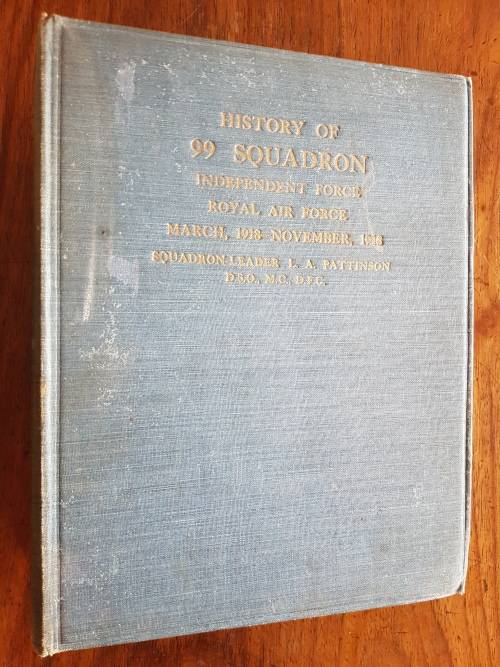 HISTORY OF
99 SQUADRON
INDEPENDENT FORCE
ROYAL AIR FORCE
MARCH, 1918–NOVEMBER, 1918
SQUADRON-LEADER L. A. PATTINSON
D.S.O., M.C., D.F.C.